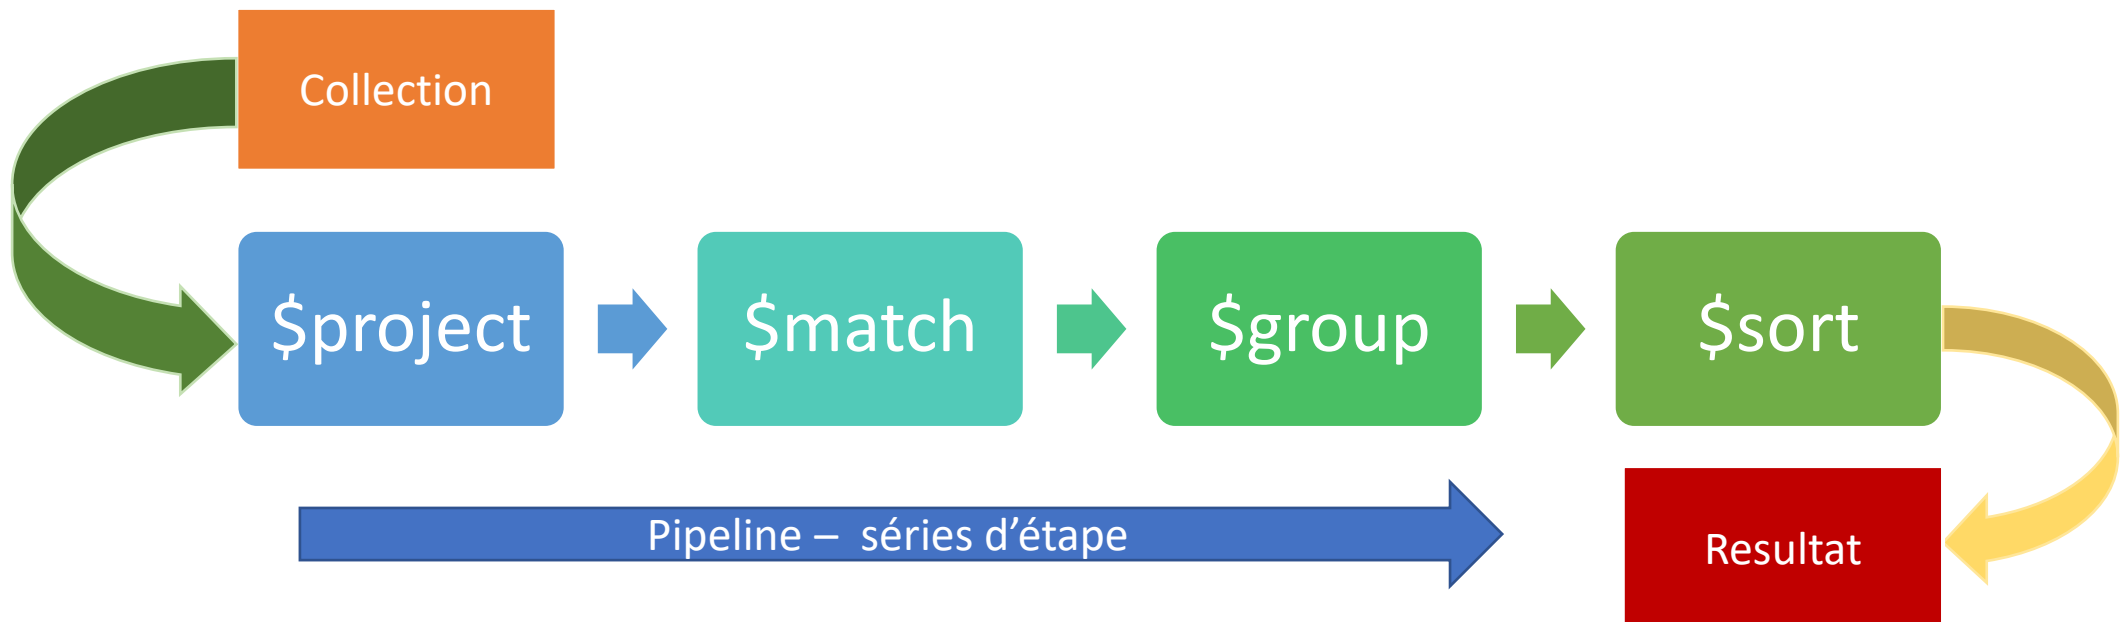 Collection
$project
$match
$group
$sort
Pipeline – séries d'étape
Resultat